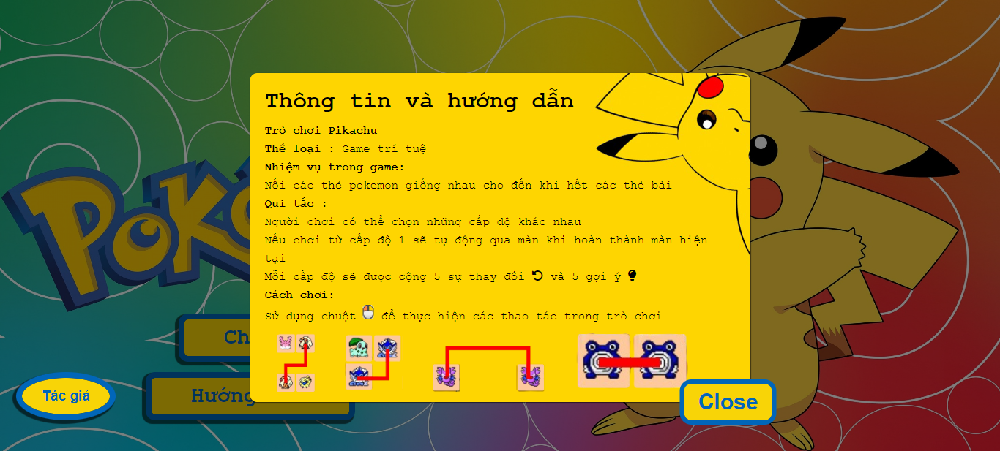 Thông tin và hướng dẫn
Trò chơi Pikachu
Thể loại : Game trí tuệ
Nhiệm vụ trong game:
Nối các thẻ pokemon giống nhau cho đến khi hết các thẻ bài
Qui tắc :
Người chơi có thể chọn những cấp độ khác nhau
Nếu chơi từ cấp độ 1 sẽ tự động qua màn khi hoàn thành màn hiện
tại
Mỗi cấp độ sẽ được cộng 5 sự thay đổi và 5 gợi ý
Cách chơi:
Sử dụng chuột để thực hiện các thao tác trong trò chơi
Poké
Ch
Hướng
Tác giả
Close